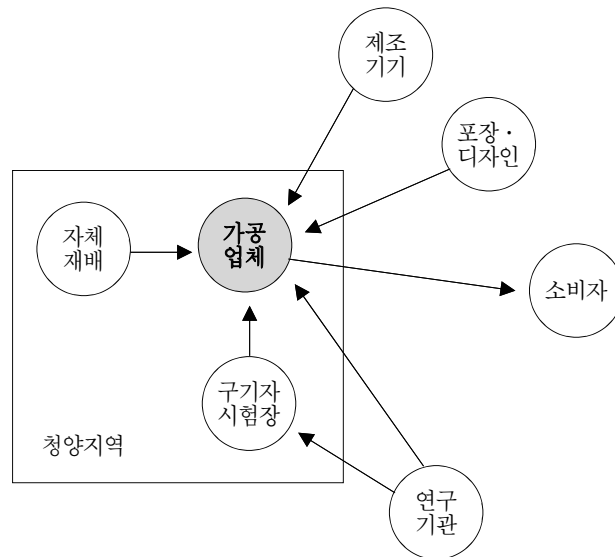 제조
기기
포장·
디자인
자체
재배
가공
업체
소비자
구기자
시험장
청양지역
연구
기관